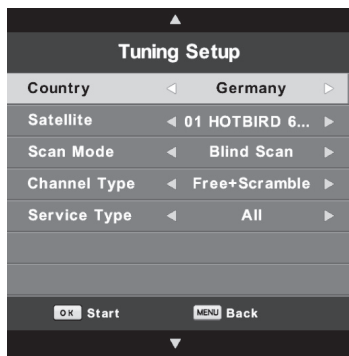 Tuning Setup
Country Germany
Satellite 01 HOTBIRD 6...
Scan Mode Blind Scan
Channel Type Free+Scramble
Service Type All
OK Start MENU Back